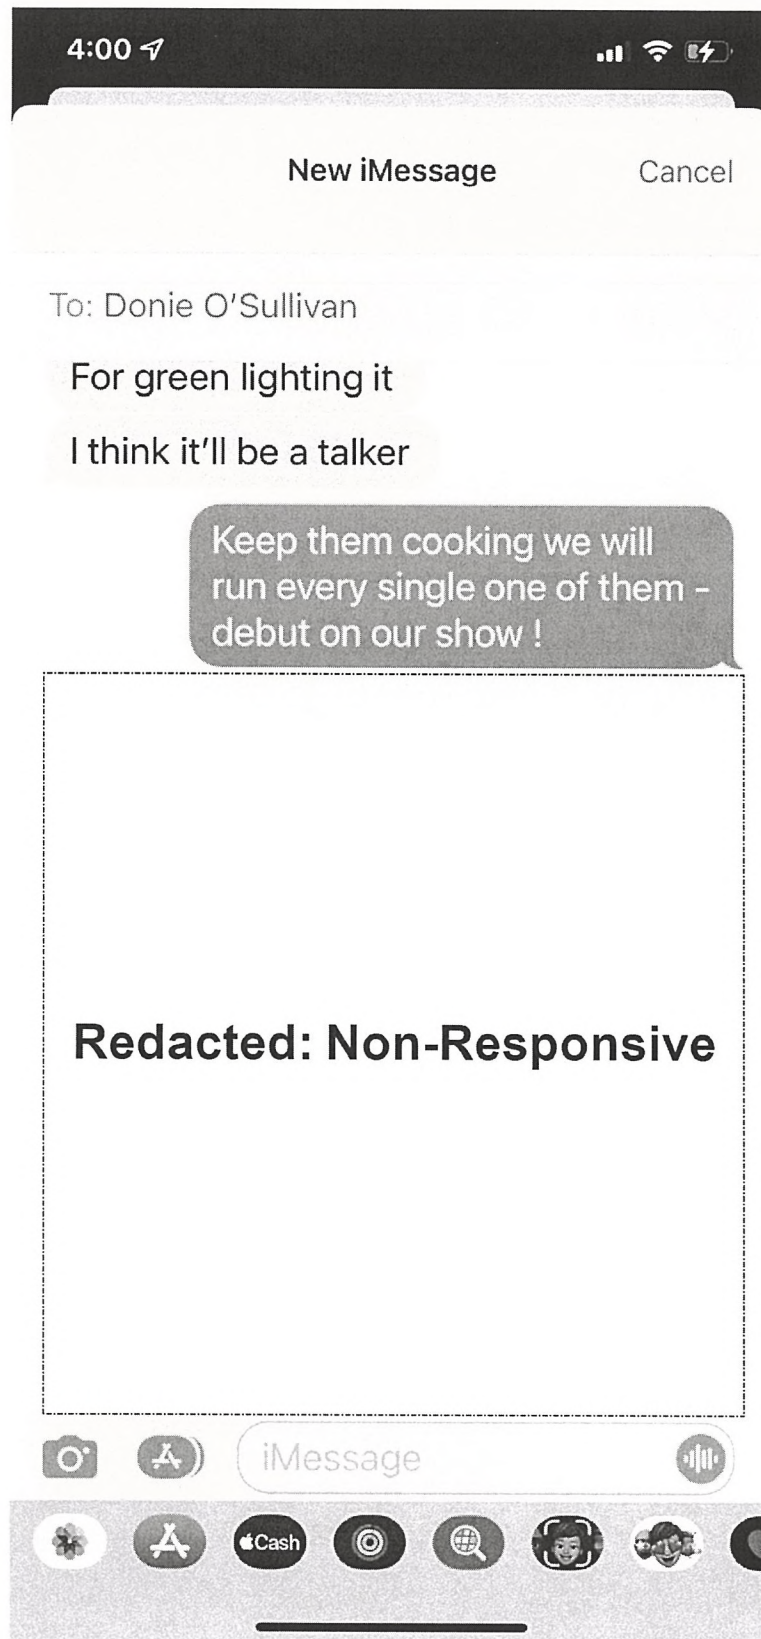 4:00
New iMessage
Cancel
To: Donie O'Sullivan
For green lighting it
I think it'll be a talker
Keep them cooking we will
run every single one of them -
debut on our show !
Redacted: Non-Responsive
iMessage
Cash